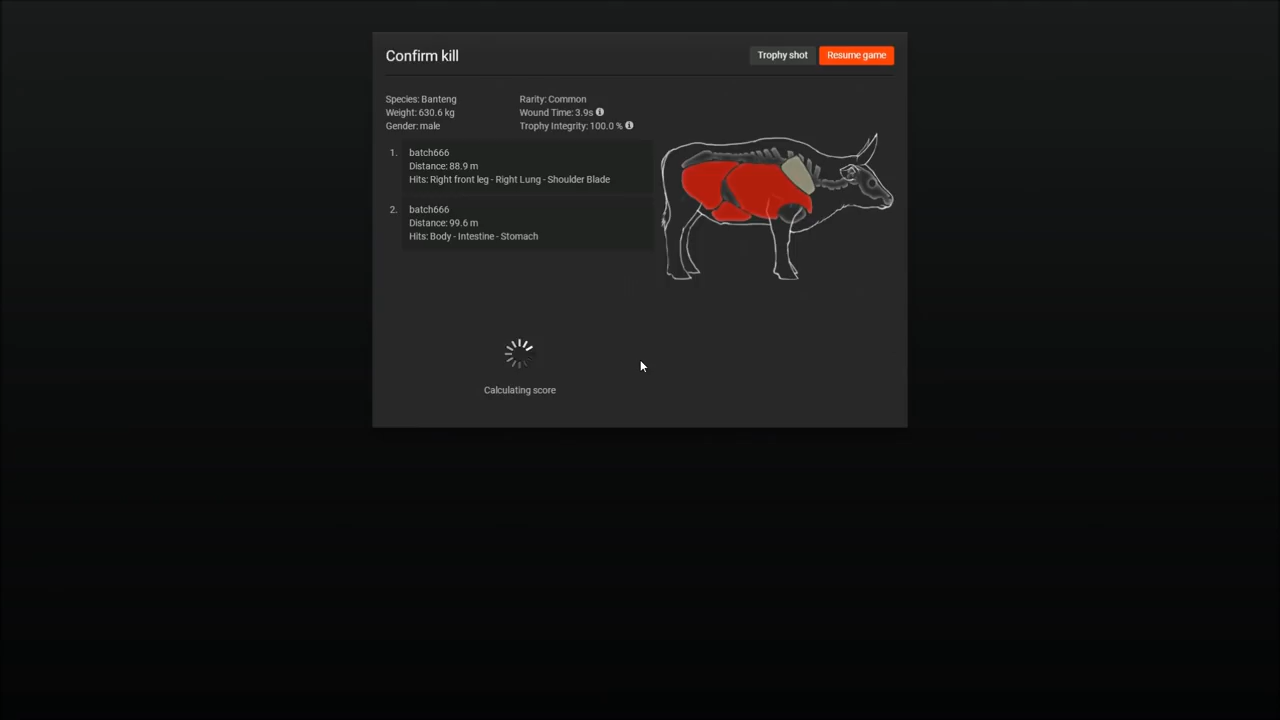 Confirm kill
Trophy shot
Resume game
Species: Banteng
Rarity: Common
Weight: 630.6 kg
Wound Time: 3.9s
Gender: male
Trophy Integrity: 100.0 %
1.
batch666
Distance: 88.9 m
Hits: Right front leg - Right Lung - Shoulder Blade
2.
batch666
Distance: 99.6 m
Hits: Body - Intestine - Stomach
Calculating score